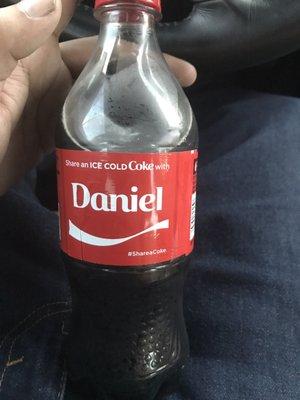 Share an ICE COLD Coke with
Daniel
#ShareaCoke